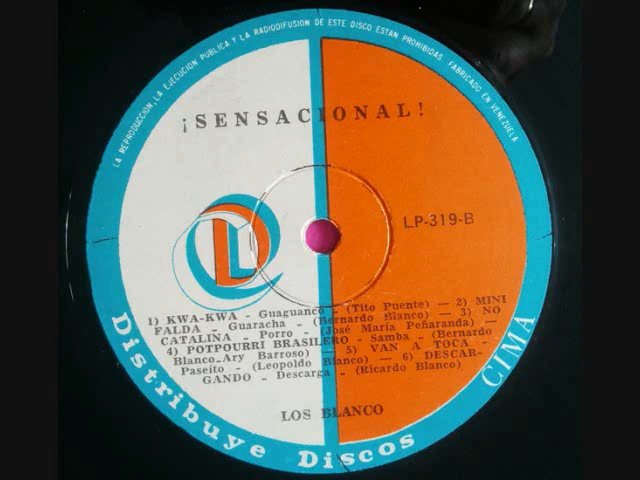 LA REPRODUCCION, LA EJECUCION PUBLICA Y LA RADIODIFUSION DE ESTE DISCO ESTAN PROHIBIDAS. FABRICADO EN VENEZUELA
¡SENSACIONAL!
LP-319-B
1) KWA-KWA - Guaguancó - (Tito Puente) — 2) MINI
FALDA - Guaracha - (Bernardo Blanco) — 3) NO
CATALINA - Porro - (José María Peñaranda) —
4) POTPOURRI BRASILERO - Samba - (Bernardo
Blanco-Ary Barroso) — 5) VAN A TOCA -
Paseíto - (Leopoldo Blanco) — 6) DESCAR-
GANDO - Descarga - (Ricardo Blanco)
LOS BLANCO
Distribuye Discos CIMA